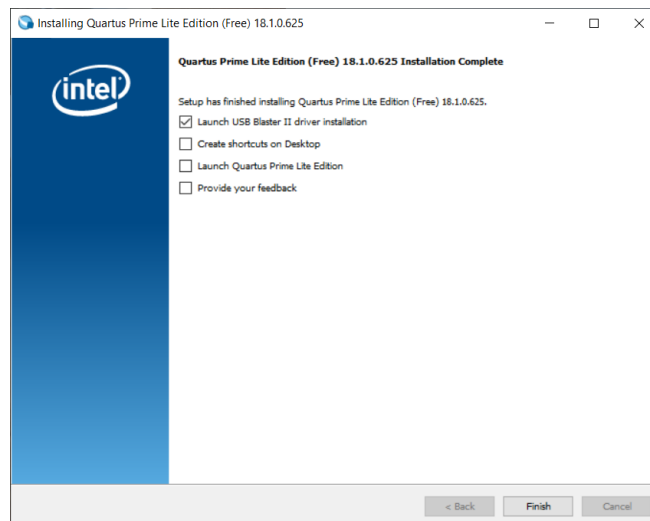 Installing Quartus Prime Lite Edition (Free) 18.1.0.625
intel
Quartus Prime Lite Edition (Free) 18.1.0.625 Installation Complete
Setup has finished installing Quartus Prime Lite Edition (Free) 18.1.0.625.
Launch USB Blaster II driver installation
Create shortcuts on Desktop
Launch Quartus Prime Lite Edition
Provide your feedback
< Back Finish Cancel